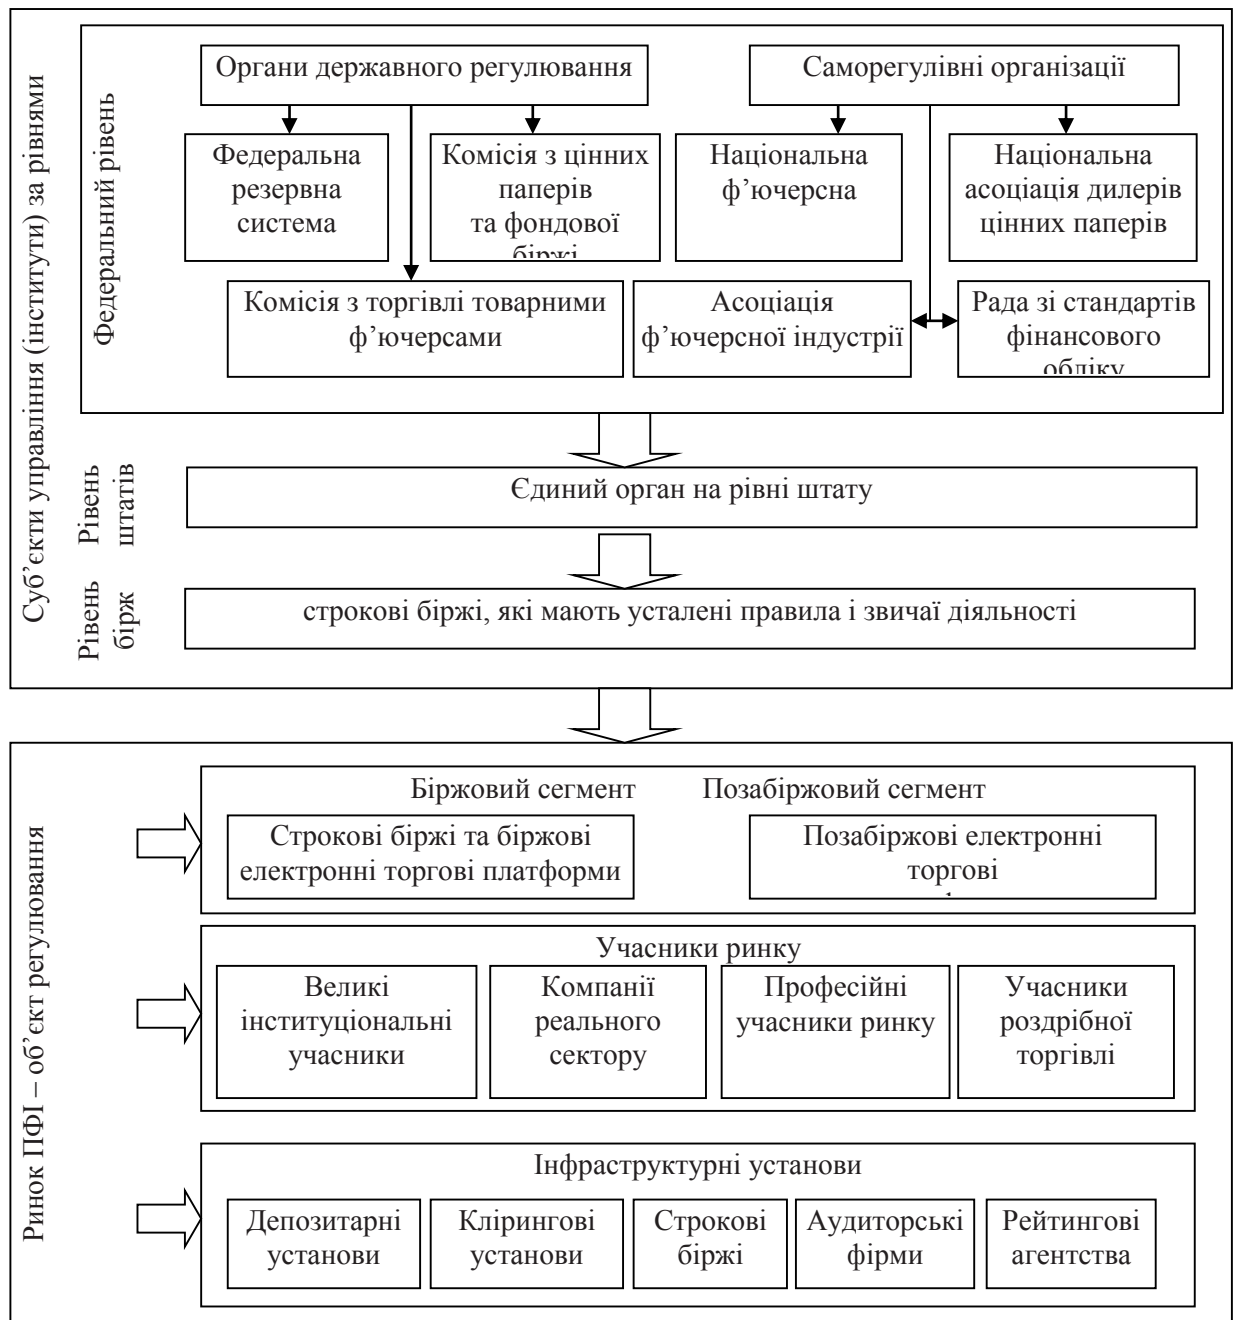 Суб’єкти управління (інститути) за рівнями
Федеральний рівень
Органи державного регулювання
Саморегулівні організації
Федеральна
резервна
система
Комісія з цінних
паперів
та фондової
біржі
Національна
ф’ючерсна
Національна
асоціація дилерів
цінних паперів
Комісія з торгівлі товарними
ф’ючерсами
Асоціація
ф’ючерсної індустрії
Рада зі стандартів
фінансового
обліку
Рівень
штатів
Єдиний орган на рівні штату
Рівень
бірж
строкові біржі, які мають усталені правила і звичаї діяльності
Ринок ПФІ – об’єкт регулювання
Біржовий сегмент
Позабіржовий сегмент
Строкові біржі та біржові
електронні торгові платформи
Позабіржові електронні
торгові
Учасники ринку
Великі
інституціональні
учасники
Компанії
реального
сектору
Професійні
учасники ринку
Учасники
роздрібної
торгівлі
Інфраструктурні установи
Депозитарні
установи
Клірингові
установи
Строкові
біржі
Аудиторські
фірми
Рейтингові
агентства